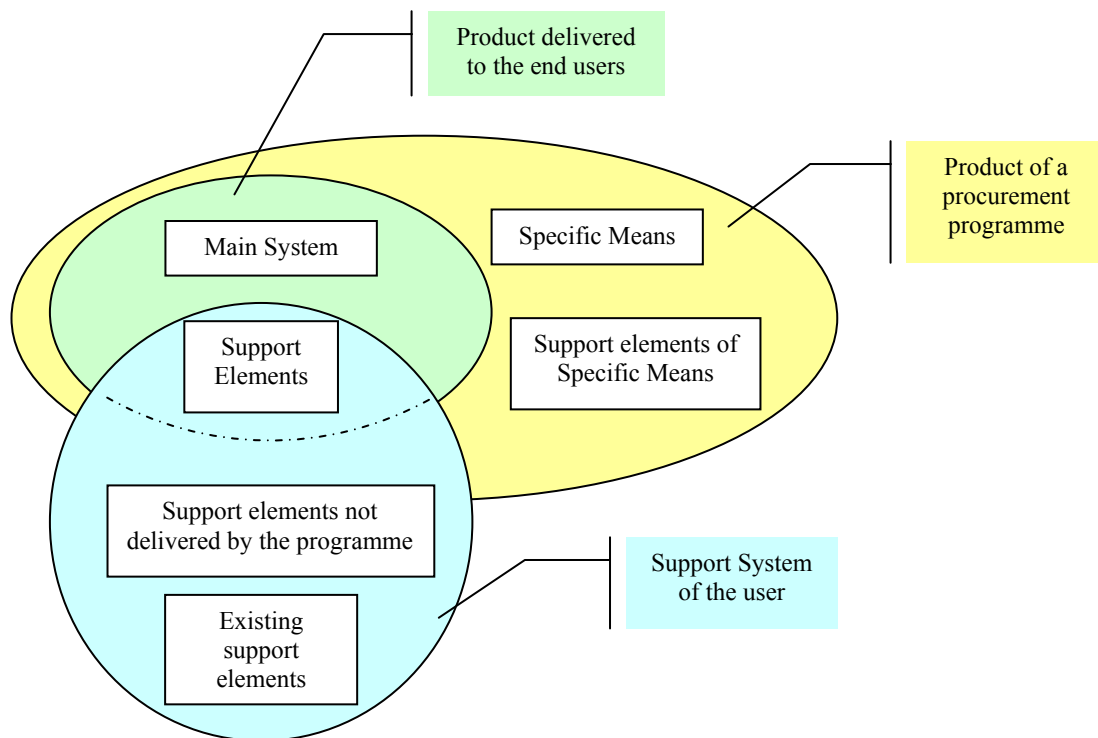 Product delivered
to the end users
Product of a
procurement
programme
Main System
Specific Means
Support
Elements
Support elements of
Specific Means
Support elements not
delivered by the programme
Support System
of the user
Existing
support
elements